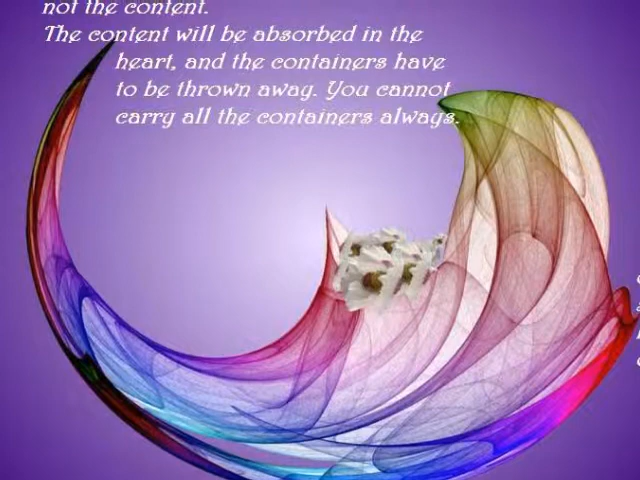 not the content.
The content will be absorbed in the
heart, and the containers have
to be thrown away. You cannot
carry all the containers always.